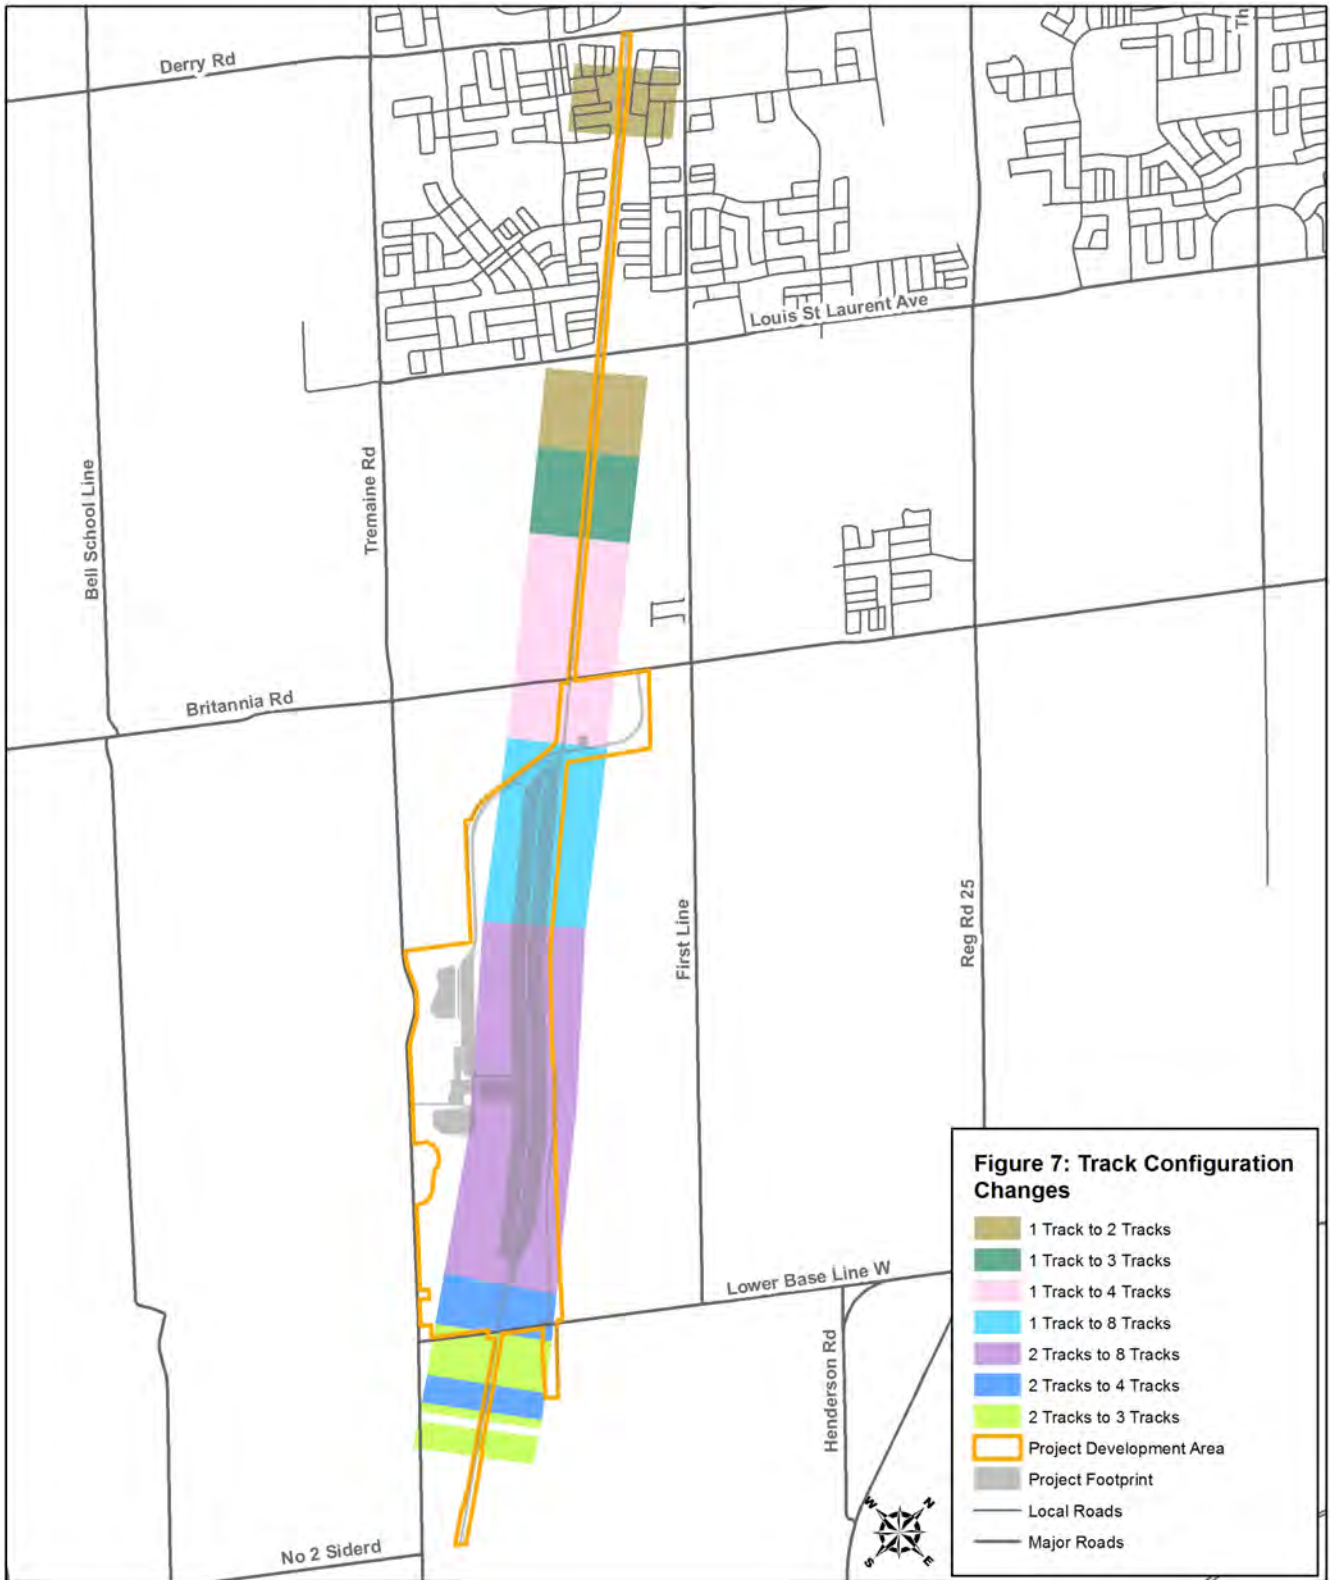 Derry Rd
Th
Louis St Laurent Ave
Bell School Line
Tremaine Rd
Britannia Rd
First Line
Reg Rd 25
Lower Base Line W
Henderson Rd
No 2 Siderd
Figure 7: Track Configuration
Changes
1 Track to 2 Tracks
1 Track to 3 Tracks
1 Track to 4 Tracks
1 Track to 8 Tracks
2 Tracks to 8 Tracks
2 Tracks to 4 Tracks
2 Tracks to 3 Tracks
Project Development Area
Project Footprint
Local Roads
Major Roads
W
N
S
E